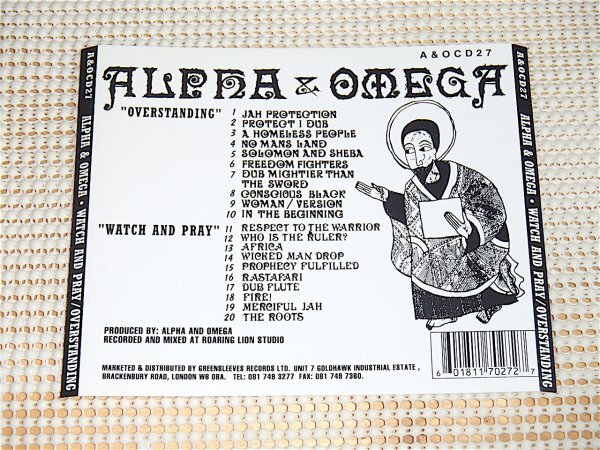 A&OCD27
ALPHA & OMEGA
"OVERSTANDING"
1 JAH PROTECTION
2 PROTECT I DUB
3 A HOMELESS PEOPLE
4 NO MANS LAND
5 SOLOMON AND SHEBA
6 FREEDOM FIGHTERS
7 DUB MIGHTIER THAN
THE SWORD
8 CONSCIOUS BLACK
9 WOMAN/VERSION
10 IN THE BEGINNING
"WATCH AND PRAY"
11 RESPECT TO THE WARRIOR
12 WHO IS THE RULER?
13 AFRICA
14 WICKED MAN DROP
15 PROPHECY FULFILLED
16 RASTAFARI
17 DUB FLUTE
18 FIRE!
19 MERCIFUL JAH
20 THE ROOTS
PRODUCED BY: ALPHA AND OMEGA
RECORDED AND MIXED AT ROARING LION STUDIO
MARKETED & DISTRIBUTED BY GREENSLEEVES RECORDS LTD. UNIT 7 GOLDHAWK INDUSTRIAL ESTATE,
BRACKENBURY ROAD, LONDON W6 0BA. TEL: 081 749 3277 FAX: 081 749 7360.
6 01811 70272 7
A&OCD27 ALPHA & OMEGA • WATCH AND PRAY/OVERSTANDING
A&OCD27 ALPHA & OMEGA • WATCH AND PRAY/OVERSTANDING